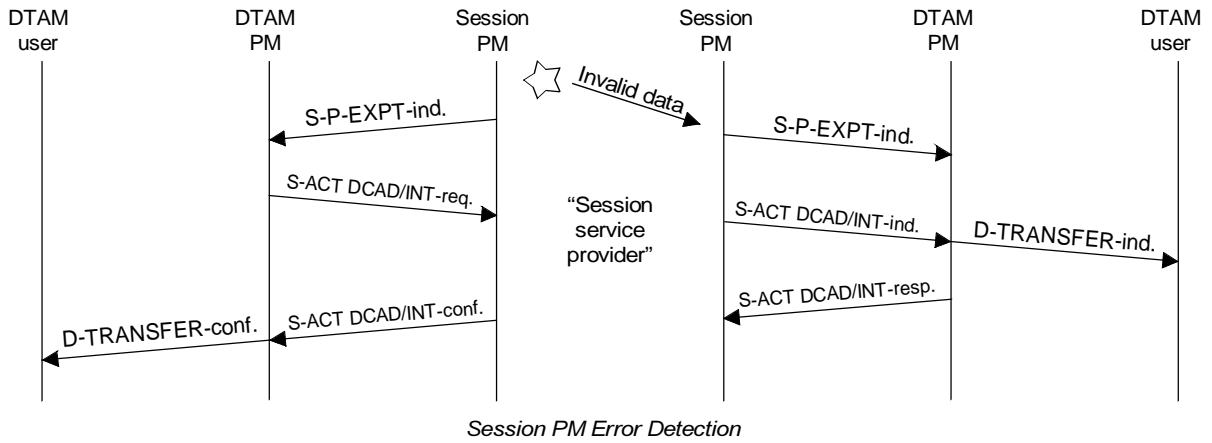 DTAM
user
DTAM
PM
Session
PM
Session
PM
DTAM
PM
DTAM
user
Invalid data
S-P-EXPT-ind.
S-P-EXPT-ind.
S-ACT DCAD/INT-req.
“Session
service
provider”
S-ACT DCAD/INT-ind.
D-TRANSFER-ind.
S-ACT DCAD/INT-resp.
D-TRANSFER-conf.
S-ACT DCAD/INT-conf.
Session PM Error Detection